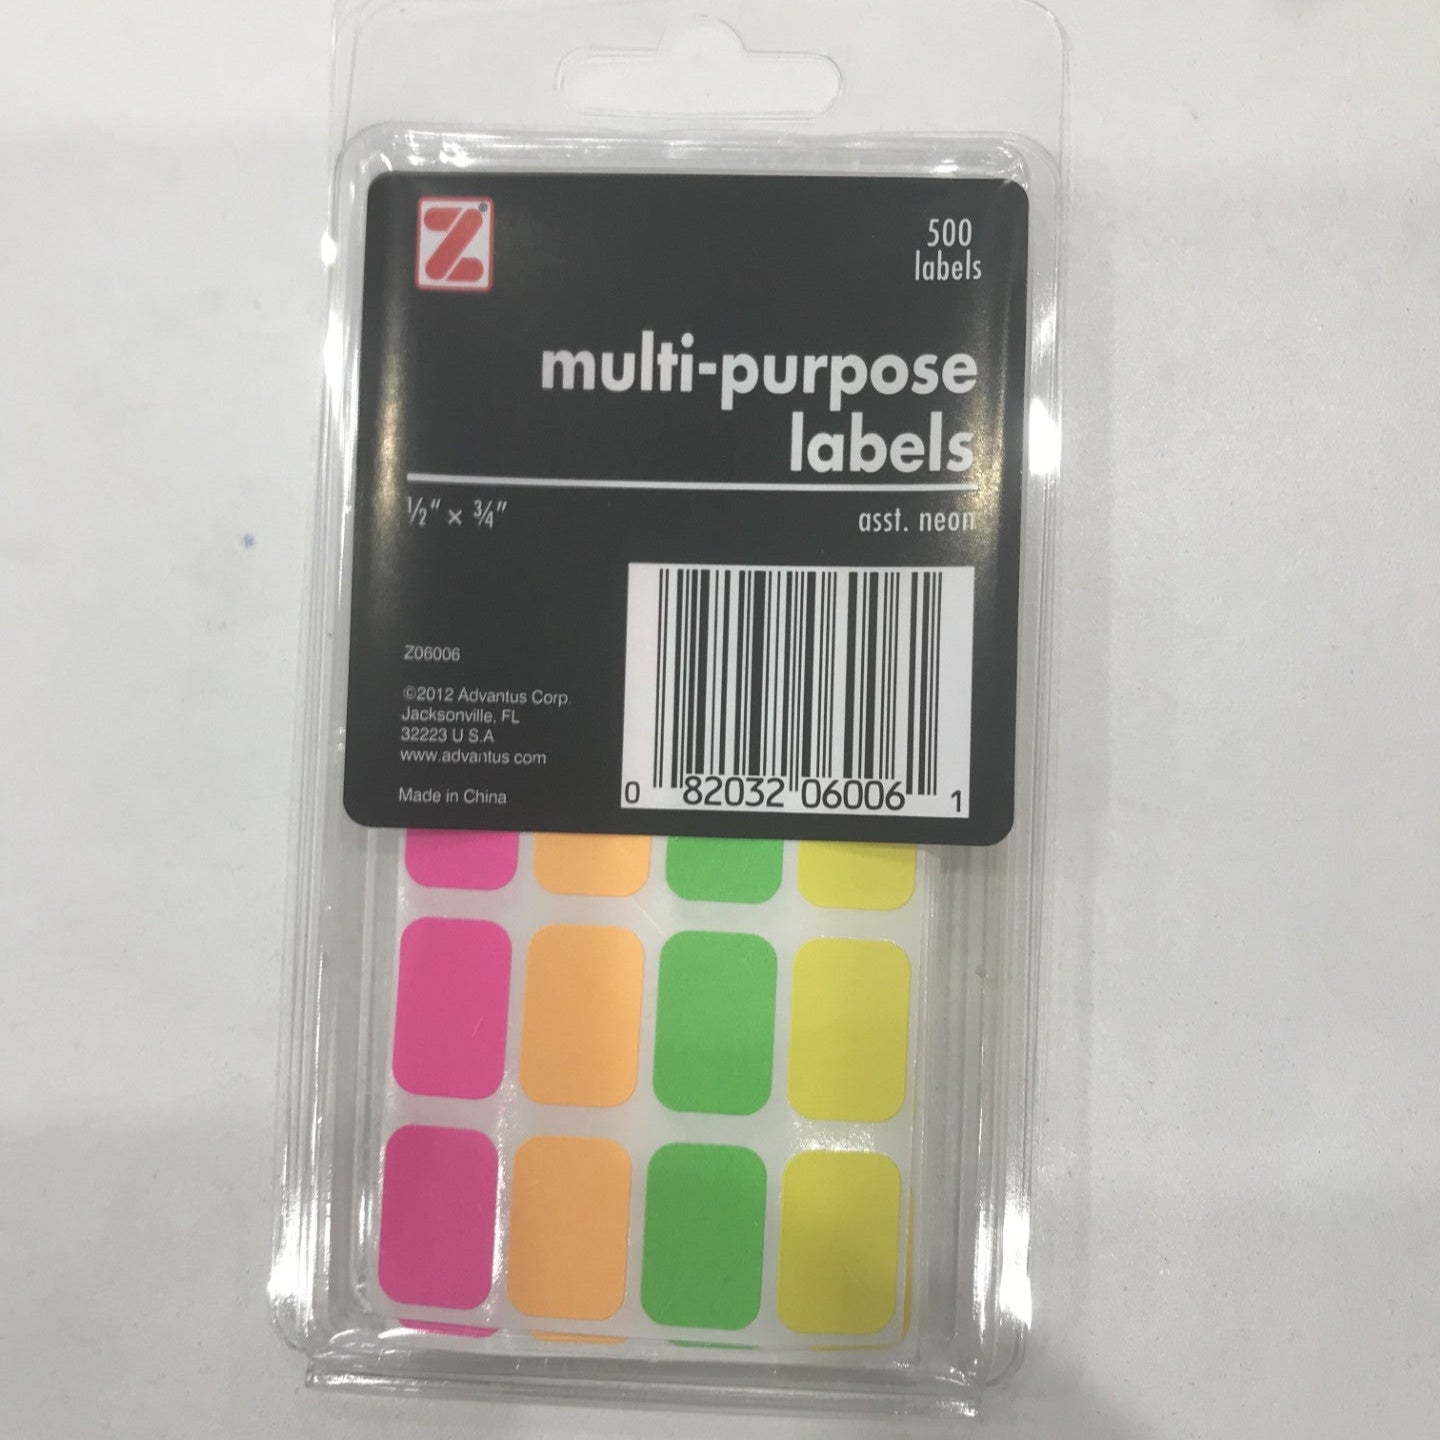 Z®
500
labels
multi-purpose
labels
½" × ¾"
asst. neon
Z06006
©2012 Advantus Corp.
Jacksonville, FL
32223 U S.A
www.advantus com
Made in China
0 82032 06006 1